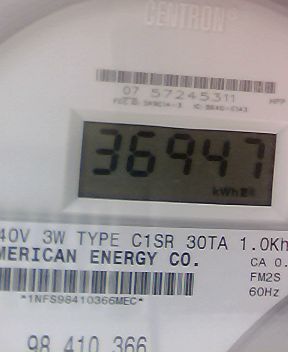 CENTRON®
07 57245311
36947
kWh
40V 3W TYPE C1SR 30TA 1.0Kh
MERICAN ENERGY CO.
CA 0.
FM2S
60Hz
*1NFS98410366MEC*
98 410 366